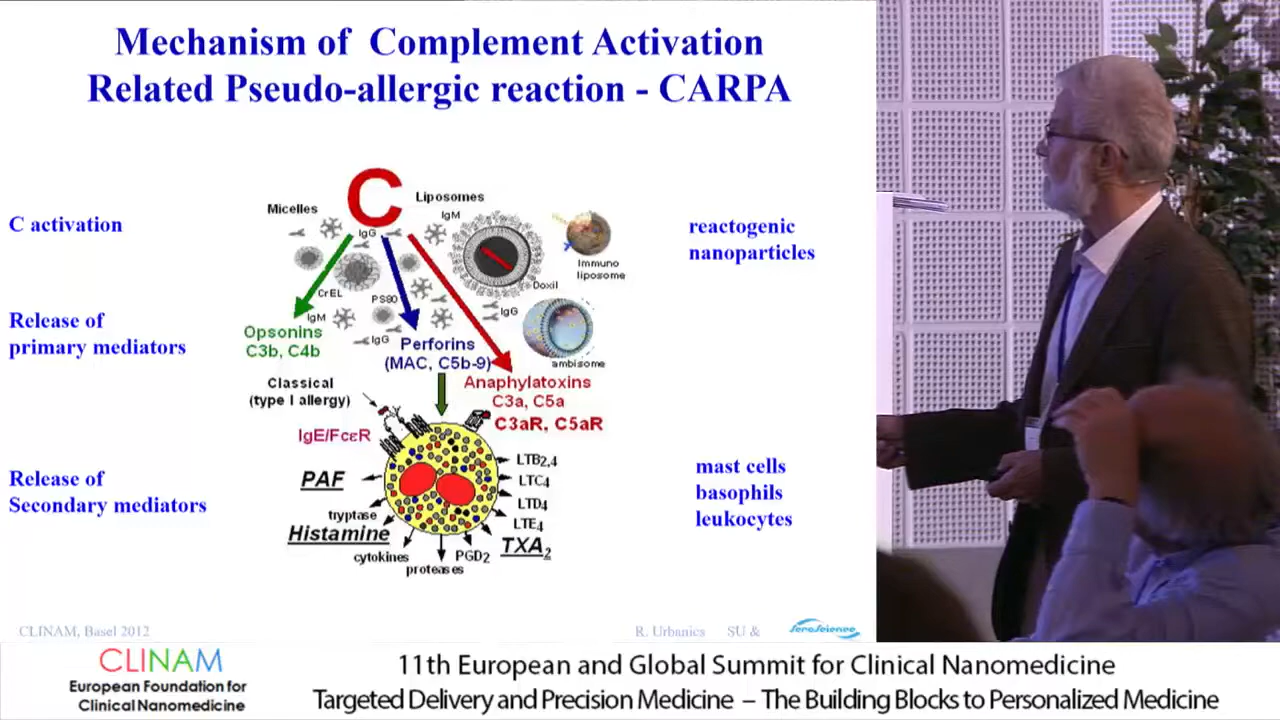 Mechanism of Complement Activation
Related Pseudo-allergic reaction - CARPA
C activation
Release of
primary mediators
Release of
Secondary mediators
C
Micelles
Liposomes
IgM
IgG
CrEL
PS80
IgM
IgG
IgG
Doxil
Immuno
liposome
ambisome
Opsonins
C3b, C4b
Perforins
(MAC, C5b-9)
Anaphylatoxins
C3a, C5a
C3aR, C5aR
Classical
(type I allergy)
IgE/FcεR
PAF
tryptase
Histamine
cytokines
proteases
PGD2
TXA2
LTB2,4
LTC4
LTD4
LTE4
reactogenic
nanoparticles
mast cells
basophils
leukocytes
CLINAM, Basel 2012
R. Urbanics SU &
SeroScience
CLINAM
European Foundation for
Clinical Nanomedicine
11th European and Global Summit for Clinical Nanomedicine
Targeted Delivery and Precision Medicine – The Building Blocks to Personalized Medicine